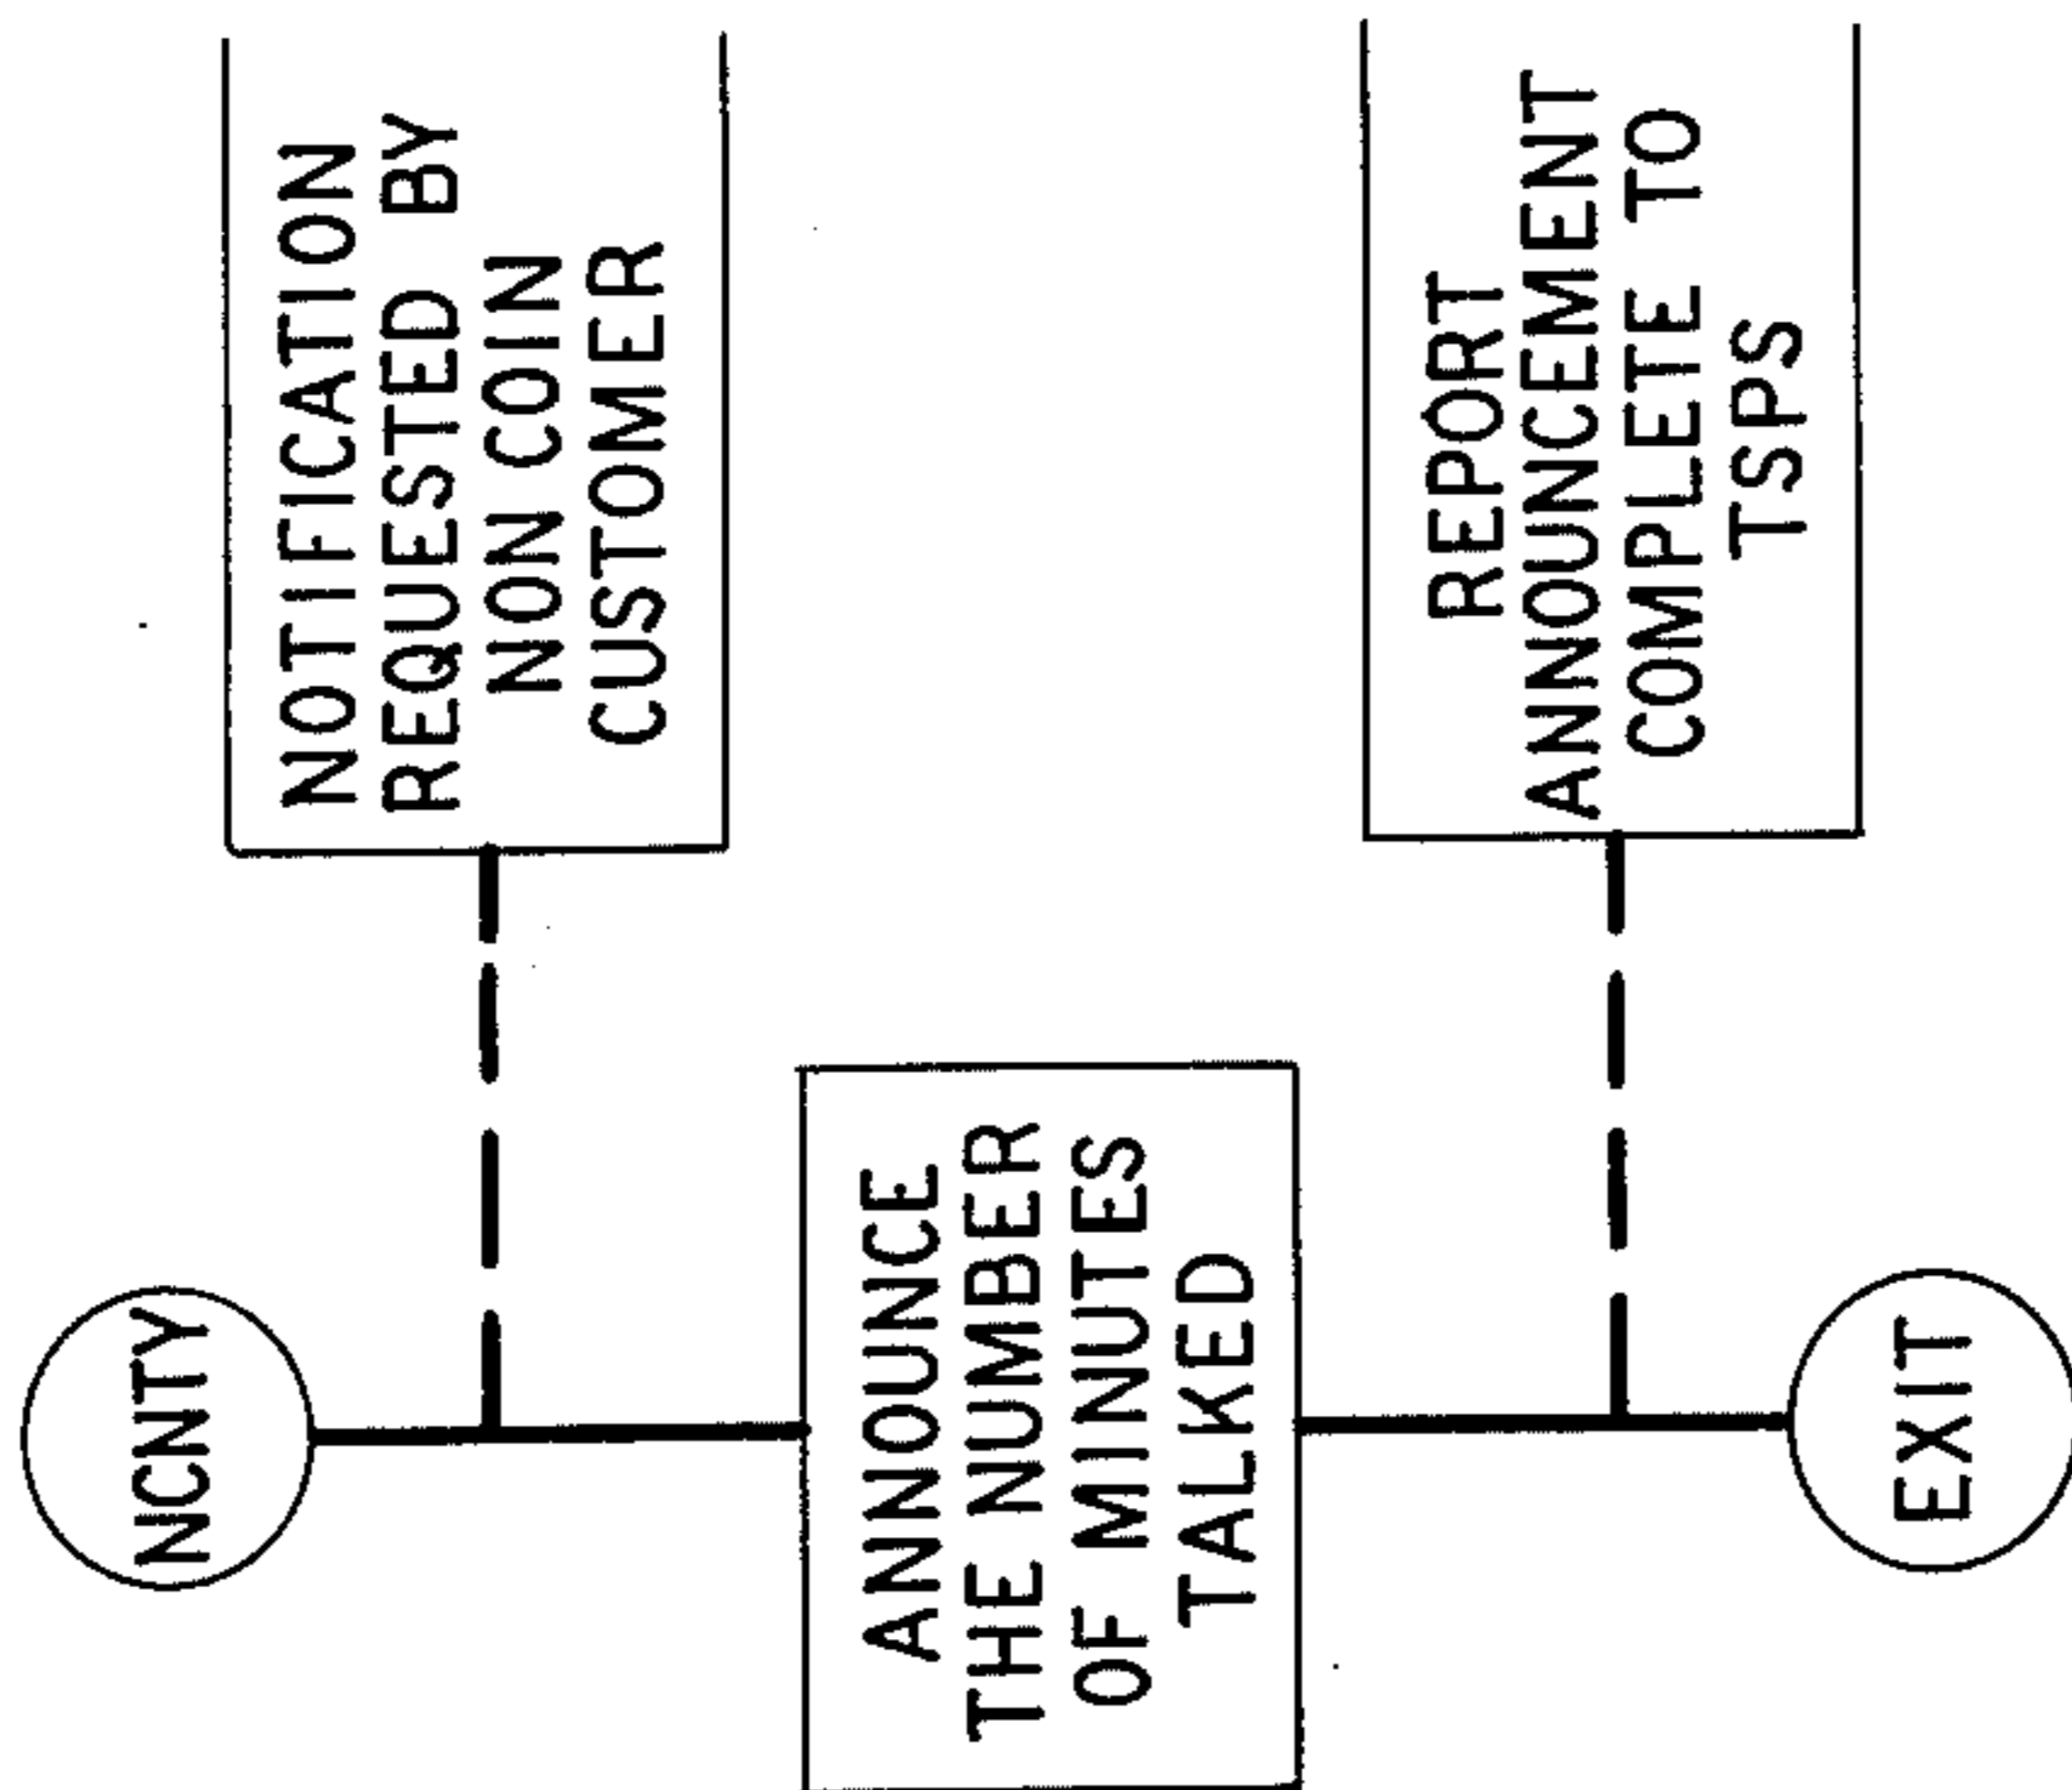 NCNTY
NOTIFICATION
REQUESTED BY
NON COIN
CUSTOMER
ANNOUNCE
THE NUMBER
OF MINUTES
TALKED
REPORT
ANNOUNCEMENT
COMPLETE TO
TSPS
EXIT